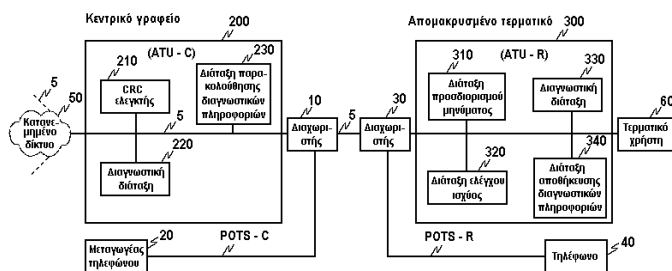 Κεντρικό γραφείο
200
Απομακρυσμένο τερματικό
300
(ATU - C)
230
(ATU - R)
210
CRC
ελεγκτής
Διάταξη παρα-
κολούθησης
διαγνωστικών
πληροφοριών
310
Διάταξη
προσδιορισμού
μηνύματος
330
Διαγνωστική
διάταξη
5
50
Κατανε-
μημένο
δίκτυο
5
10
Διαχωρι-
στής
5
30
Διαχωρι-
στής
60
Τερματικό
χρήστη
220
Διαγνωστική
διάταξη
320
Διάταξη ελέγχου
ισχύος
340
Διάταξη
αποθήκευσης
διαγνωστικών
πληροφοριών
20
Μεταγωγέας
τηλεφώνου
POTS - C
POTS - R
40
Τηλέφωνο